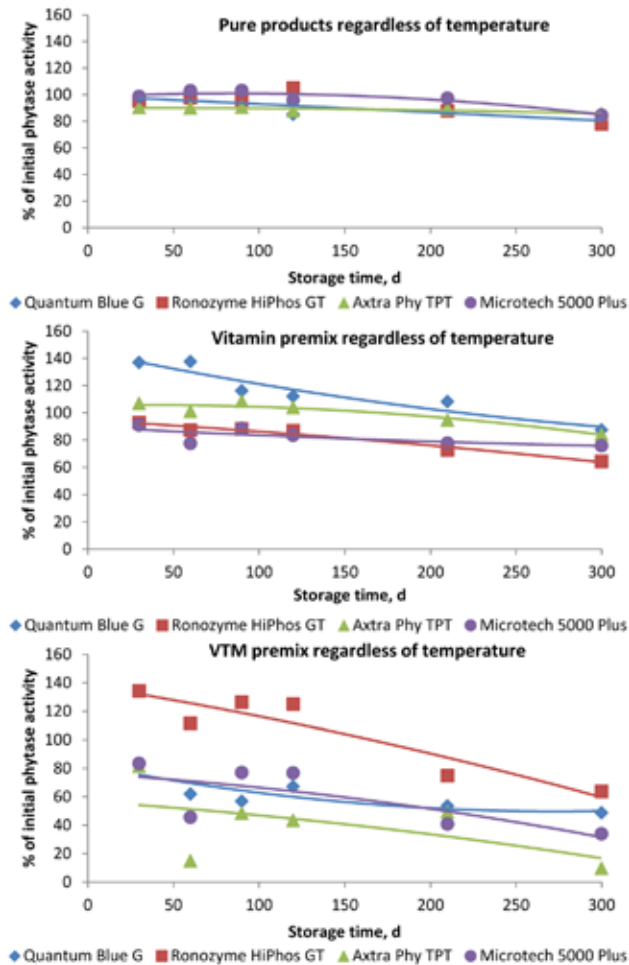 Pure products regardless of temperature
% of initial phytase activity
160
140
120
100
80
60
40
20
0
0 50 100 150 200 250 300
Storage time, d
Quantum Blue G Ronozyme HiPhos GT Axtra Phy TPT Microtech 5000 Plus
Vitamin premix regardless of temperature
% of initial phytase activity
160
140
120
100
80
60
40
20
0
0 50 100 150 200 250 300
Storage time, d
Quantum Blue G Ronozyme HiPhos GT Axtra Phy TPT Microtech 5000 Plus
VTM premix regardless of temperature
% of initial phytase activity
160
140
120
100
80
60
40
20
0
0 50 100 150 200 250 300
Storage time, d
Quantum Blue G Ronozyme HiPhos GT Axtra Phy TPT Microtech 5000 Plus